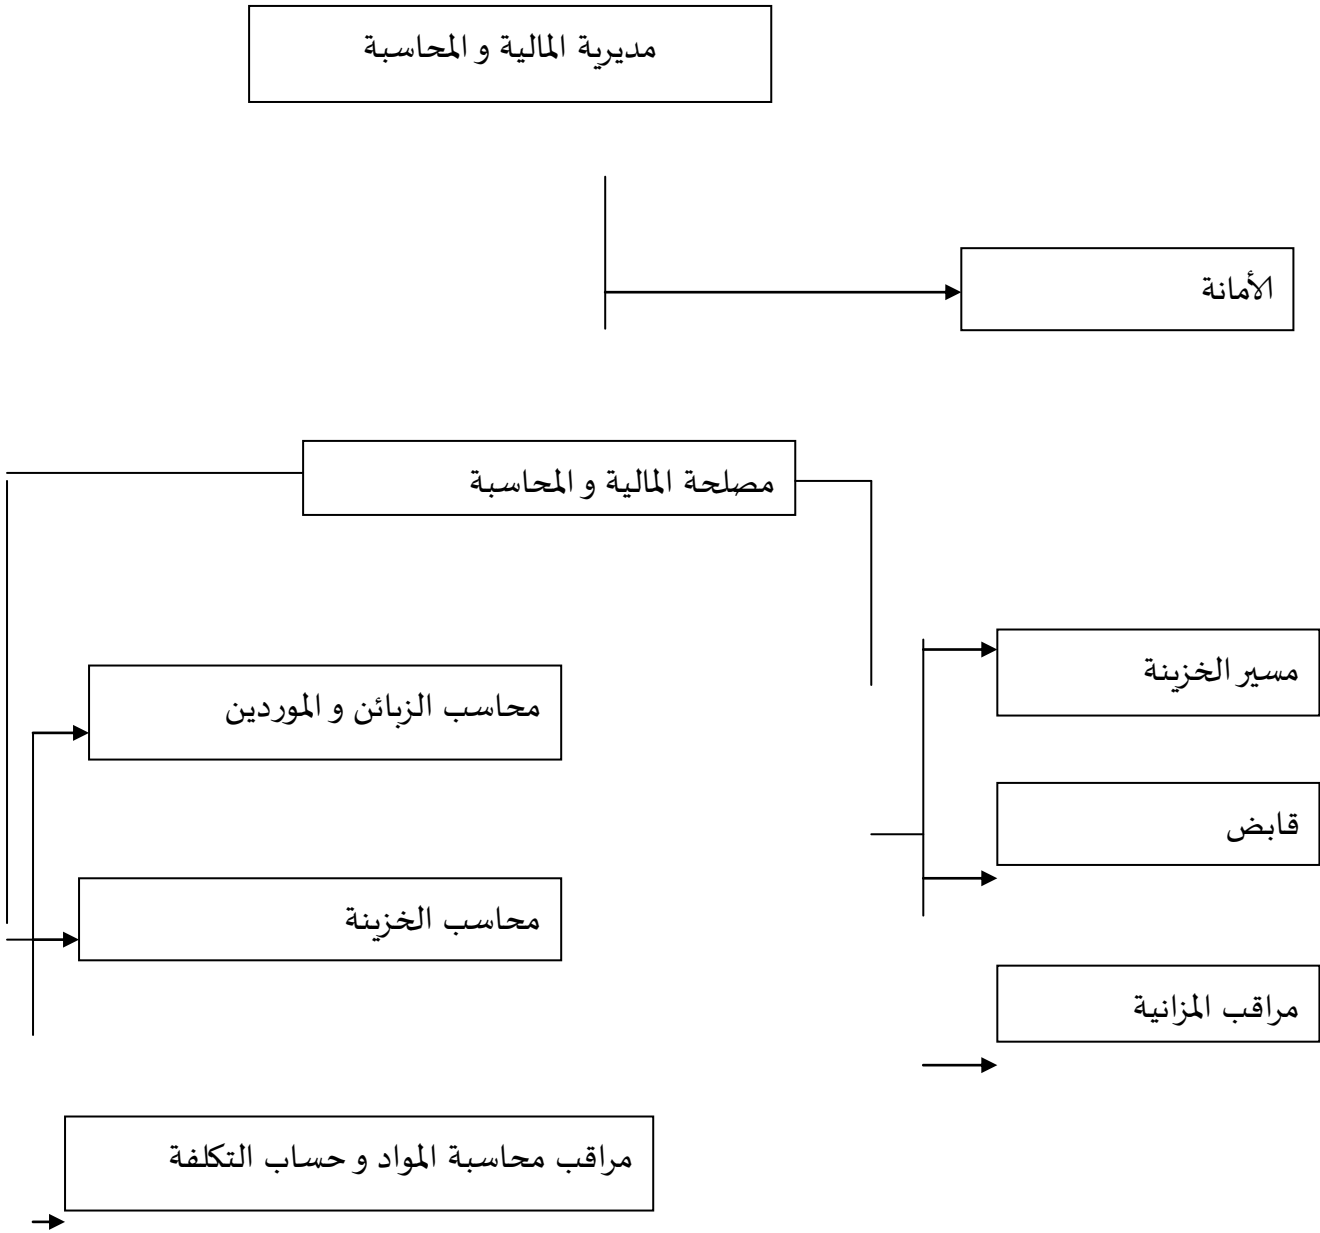 مديرية المالية و المحاسبة
الأمانة
مصلحة المالية و المحاسبة
مسير الخزينة
محاسب الزبائن و الموردين
قابض
محاسب الخزينة
مراقب المزانية
مراقب محاسبة المواد و حساب التكلفة